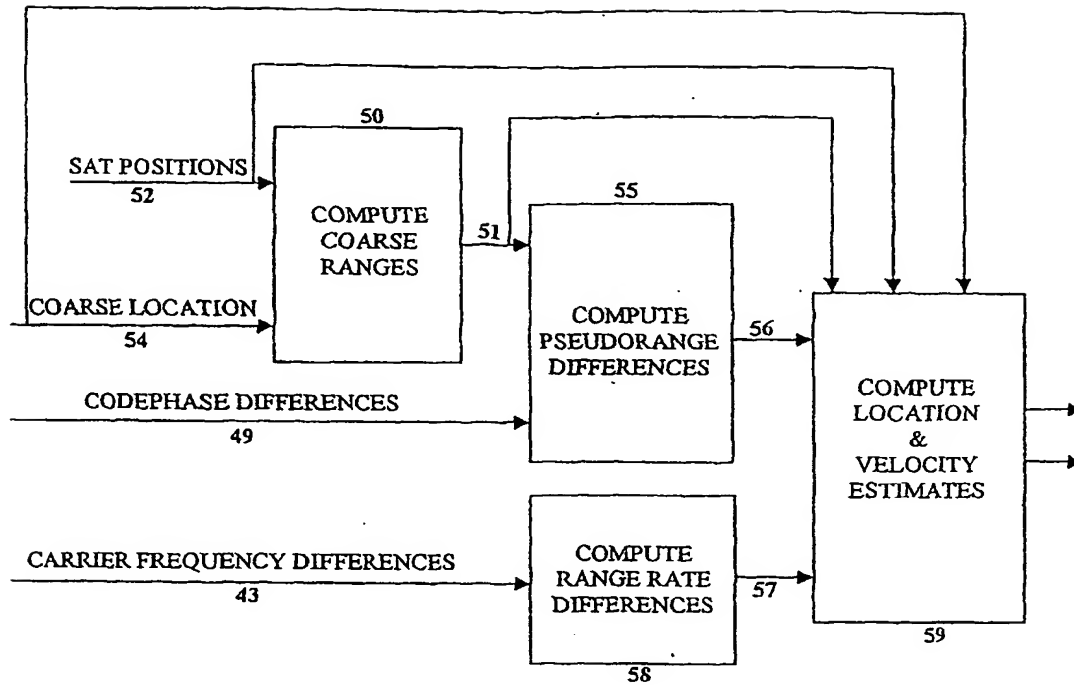 50
SAT POSITIONS
52
COMPUTE
COARSE
RANGES
51
55
COARSE LOCATION
54
COMPUTE
PSEUDORANGE
DIFFERENCES
56
CODEPHASE DIFFERENCES
49
COMPUTE
LOCATION
&
VELOCITY
ESTIMATES
59
CARRIER FREQUENCY DIFFERENCES
43
COMPUTE
RANGE RATE
DIFFERENCES
57
58